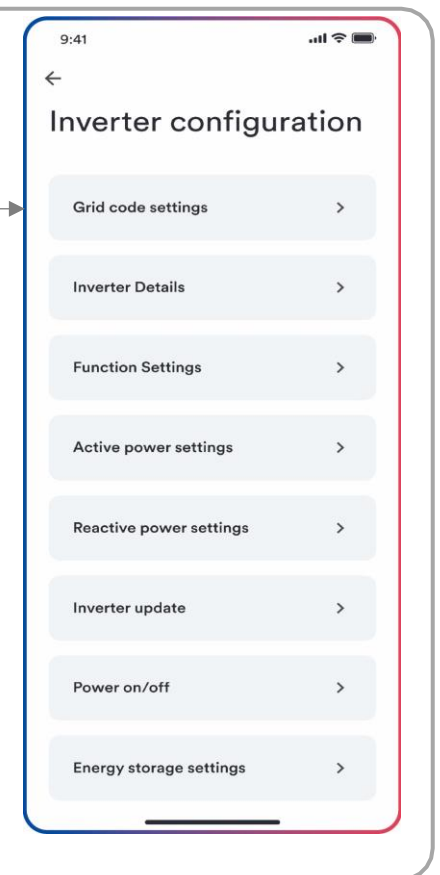 9:41
Inverter configuration
Grid code settings
Inverter Details
Function Settings
Active power settings
Reactive power settings
Inverter update
Power on/off
Energy storage settings